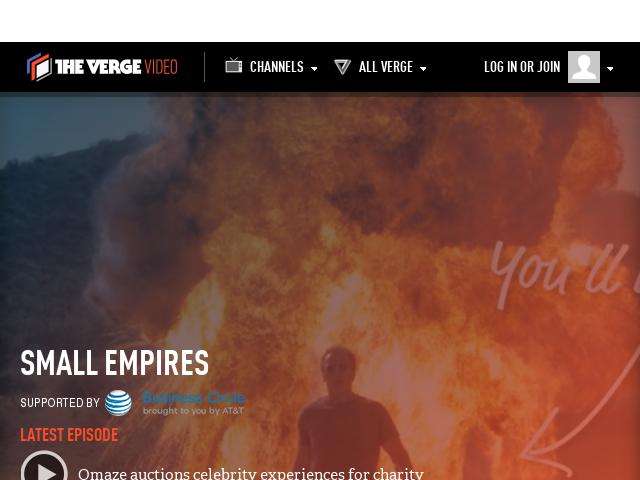 THE VERGE VIDEO
CHANNELS
ALL VERGE
LOG IN OR JOIN
You'll
SMALL EMPIRES
SUPPORTED BY
Business Circle
brought to you by AT&T
LATEST EPISODE
Omaze auctions celebrity experiences for charity